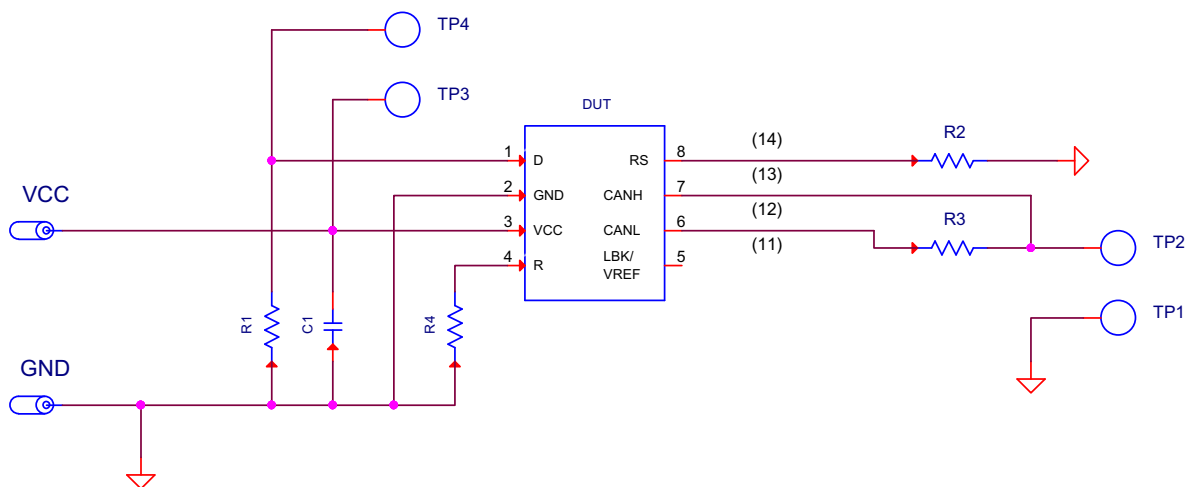 TP4
TP3
DUT
VCC
GND
1 D
2 GND
3 VCC
4 R
RS 8
CANH 7
CANL 6
LBK/ 5
VREF
(14)
(13)
(12)
(11)
R2
R3
TP2
TP1
R1
C1
R4